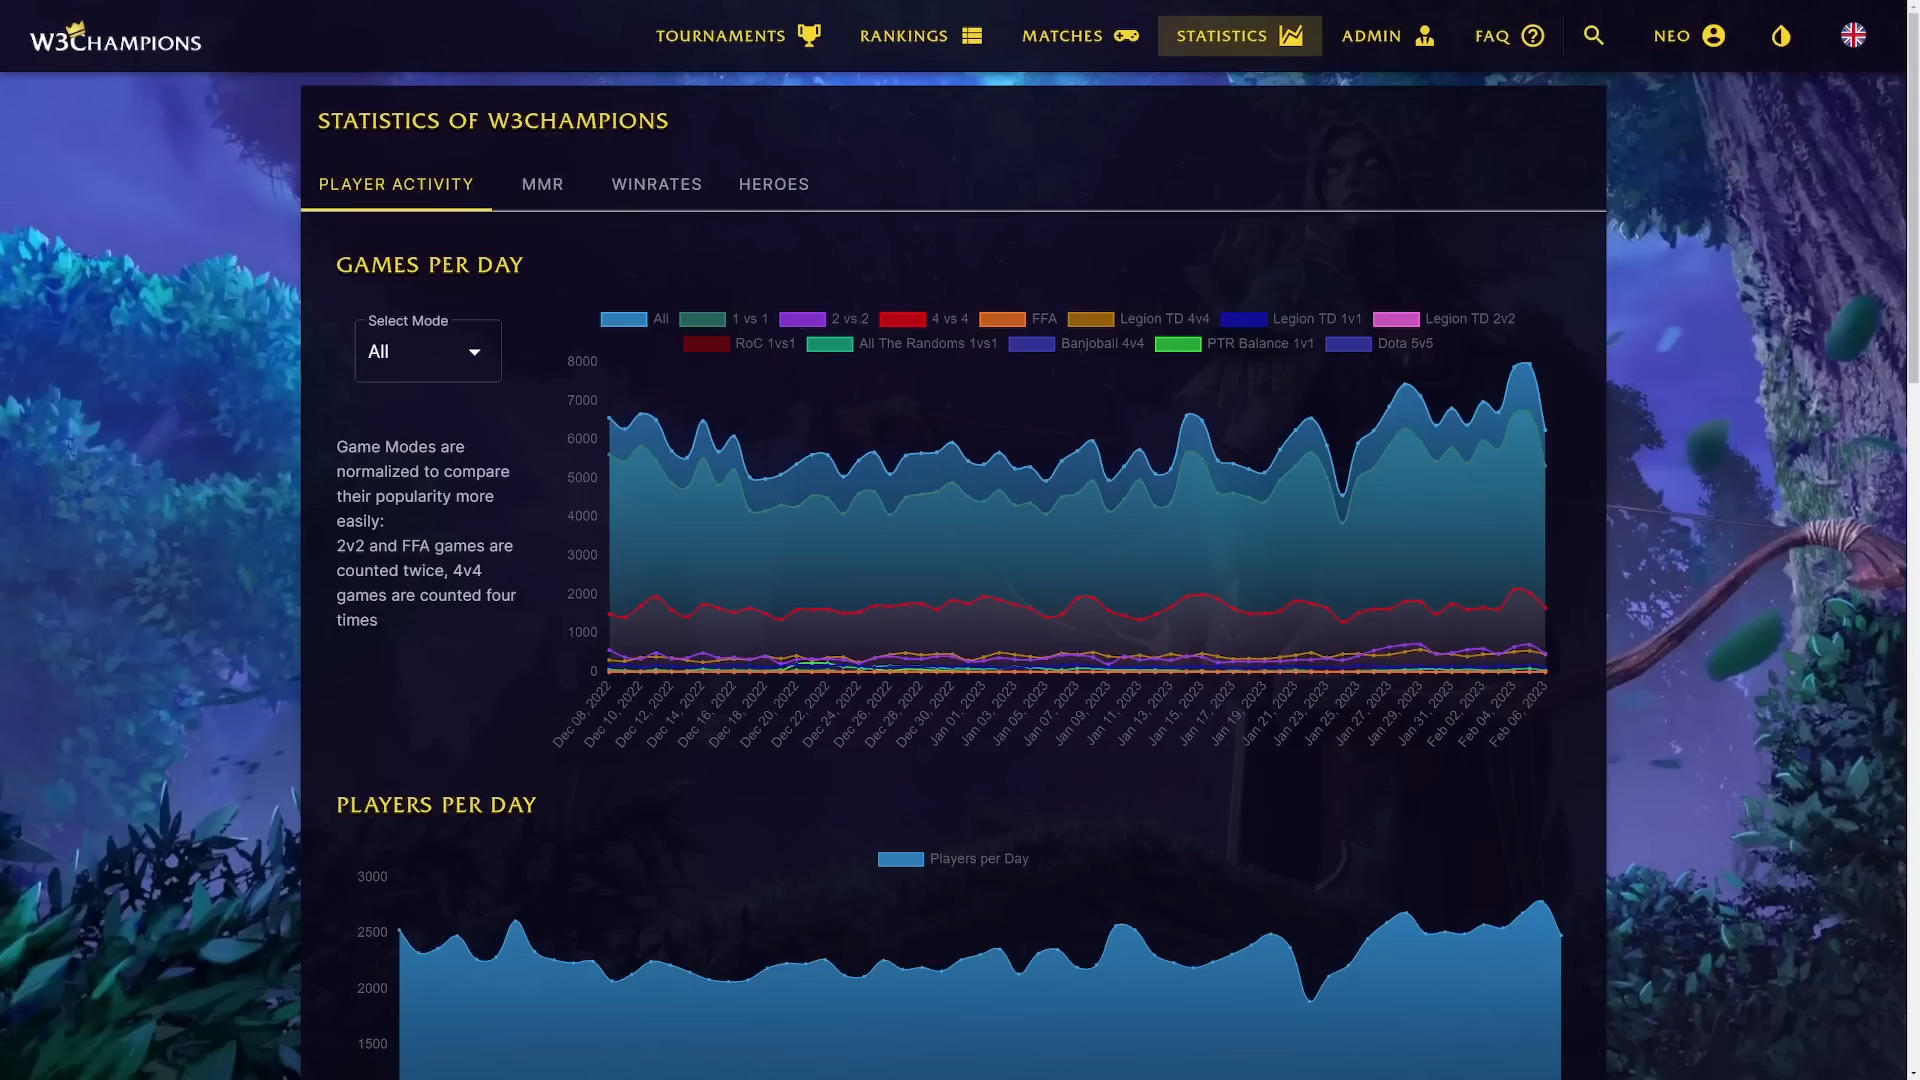 W3CHAMPIONS
TOURNAMENTS
RANKINGS
MATCHES
STATISTICS
ADMIN
FAQ
NEO
STATISTICS OF W3CHAMPIONS
PLAYER ACTIVITY
MMR
WINRATES
HEROES
GAMES PER DAY
Select Mode
All
Game Modes are
normalized to compare
their popularity more
easily:
2v2 and FFA games are
counted twice, 4v4
games are counted four
times
All
1 vs 1
2 vs 2
4 vs 4
FFA
Legion TD 4v4
Legion TD 1v1
Legion TD 2v2
RoC 1vs1
All The Randoms 1vs1
Banjoball 4v4
PTR Balance 1v1
Dota 5v5
8000
7000
6000
5000
4000
3000
2000
1000
0
Dec 08, 2022
Dec 10, 2022
Dec 12, 2022
Dec 14, 2022
Dec 16, 2022
Dec 18, 2022
Dec 20, 2022
Dec 22, 2022
Dec 24, 2022
Dec 26, 2022
Dec 28, 2022
Dec 30, 2022
Jan 01, 2023
Jan 03, 2023
Jan 05, 2023
Jan 07, 2023
Jan 09, 2023
Jan 11, 2023
Jan 13, 2023
Jan 15, 2023
Jan 17, 2023
Jan 19, 2023
Jan 21, 2023
Jan 23, 2023
Jan 25, 2023
Jan 27, 2023
Jan 29, 2023
Jan 31, 2023
Feb 02, 2023
Feb 04, 2023
Feb 06, 2023
PLAYERS PER DAY
Players per Day
3000
2500
2000
1500